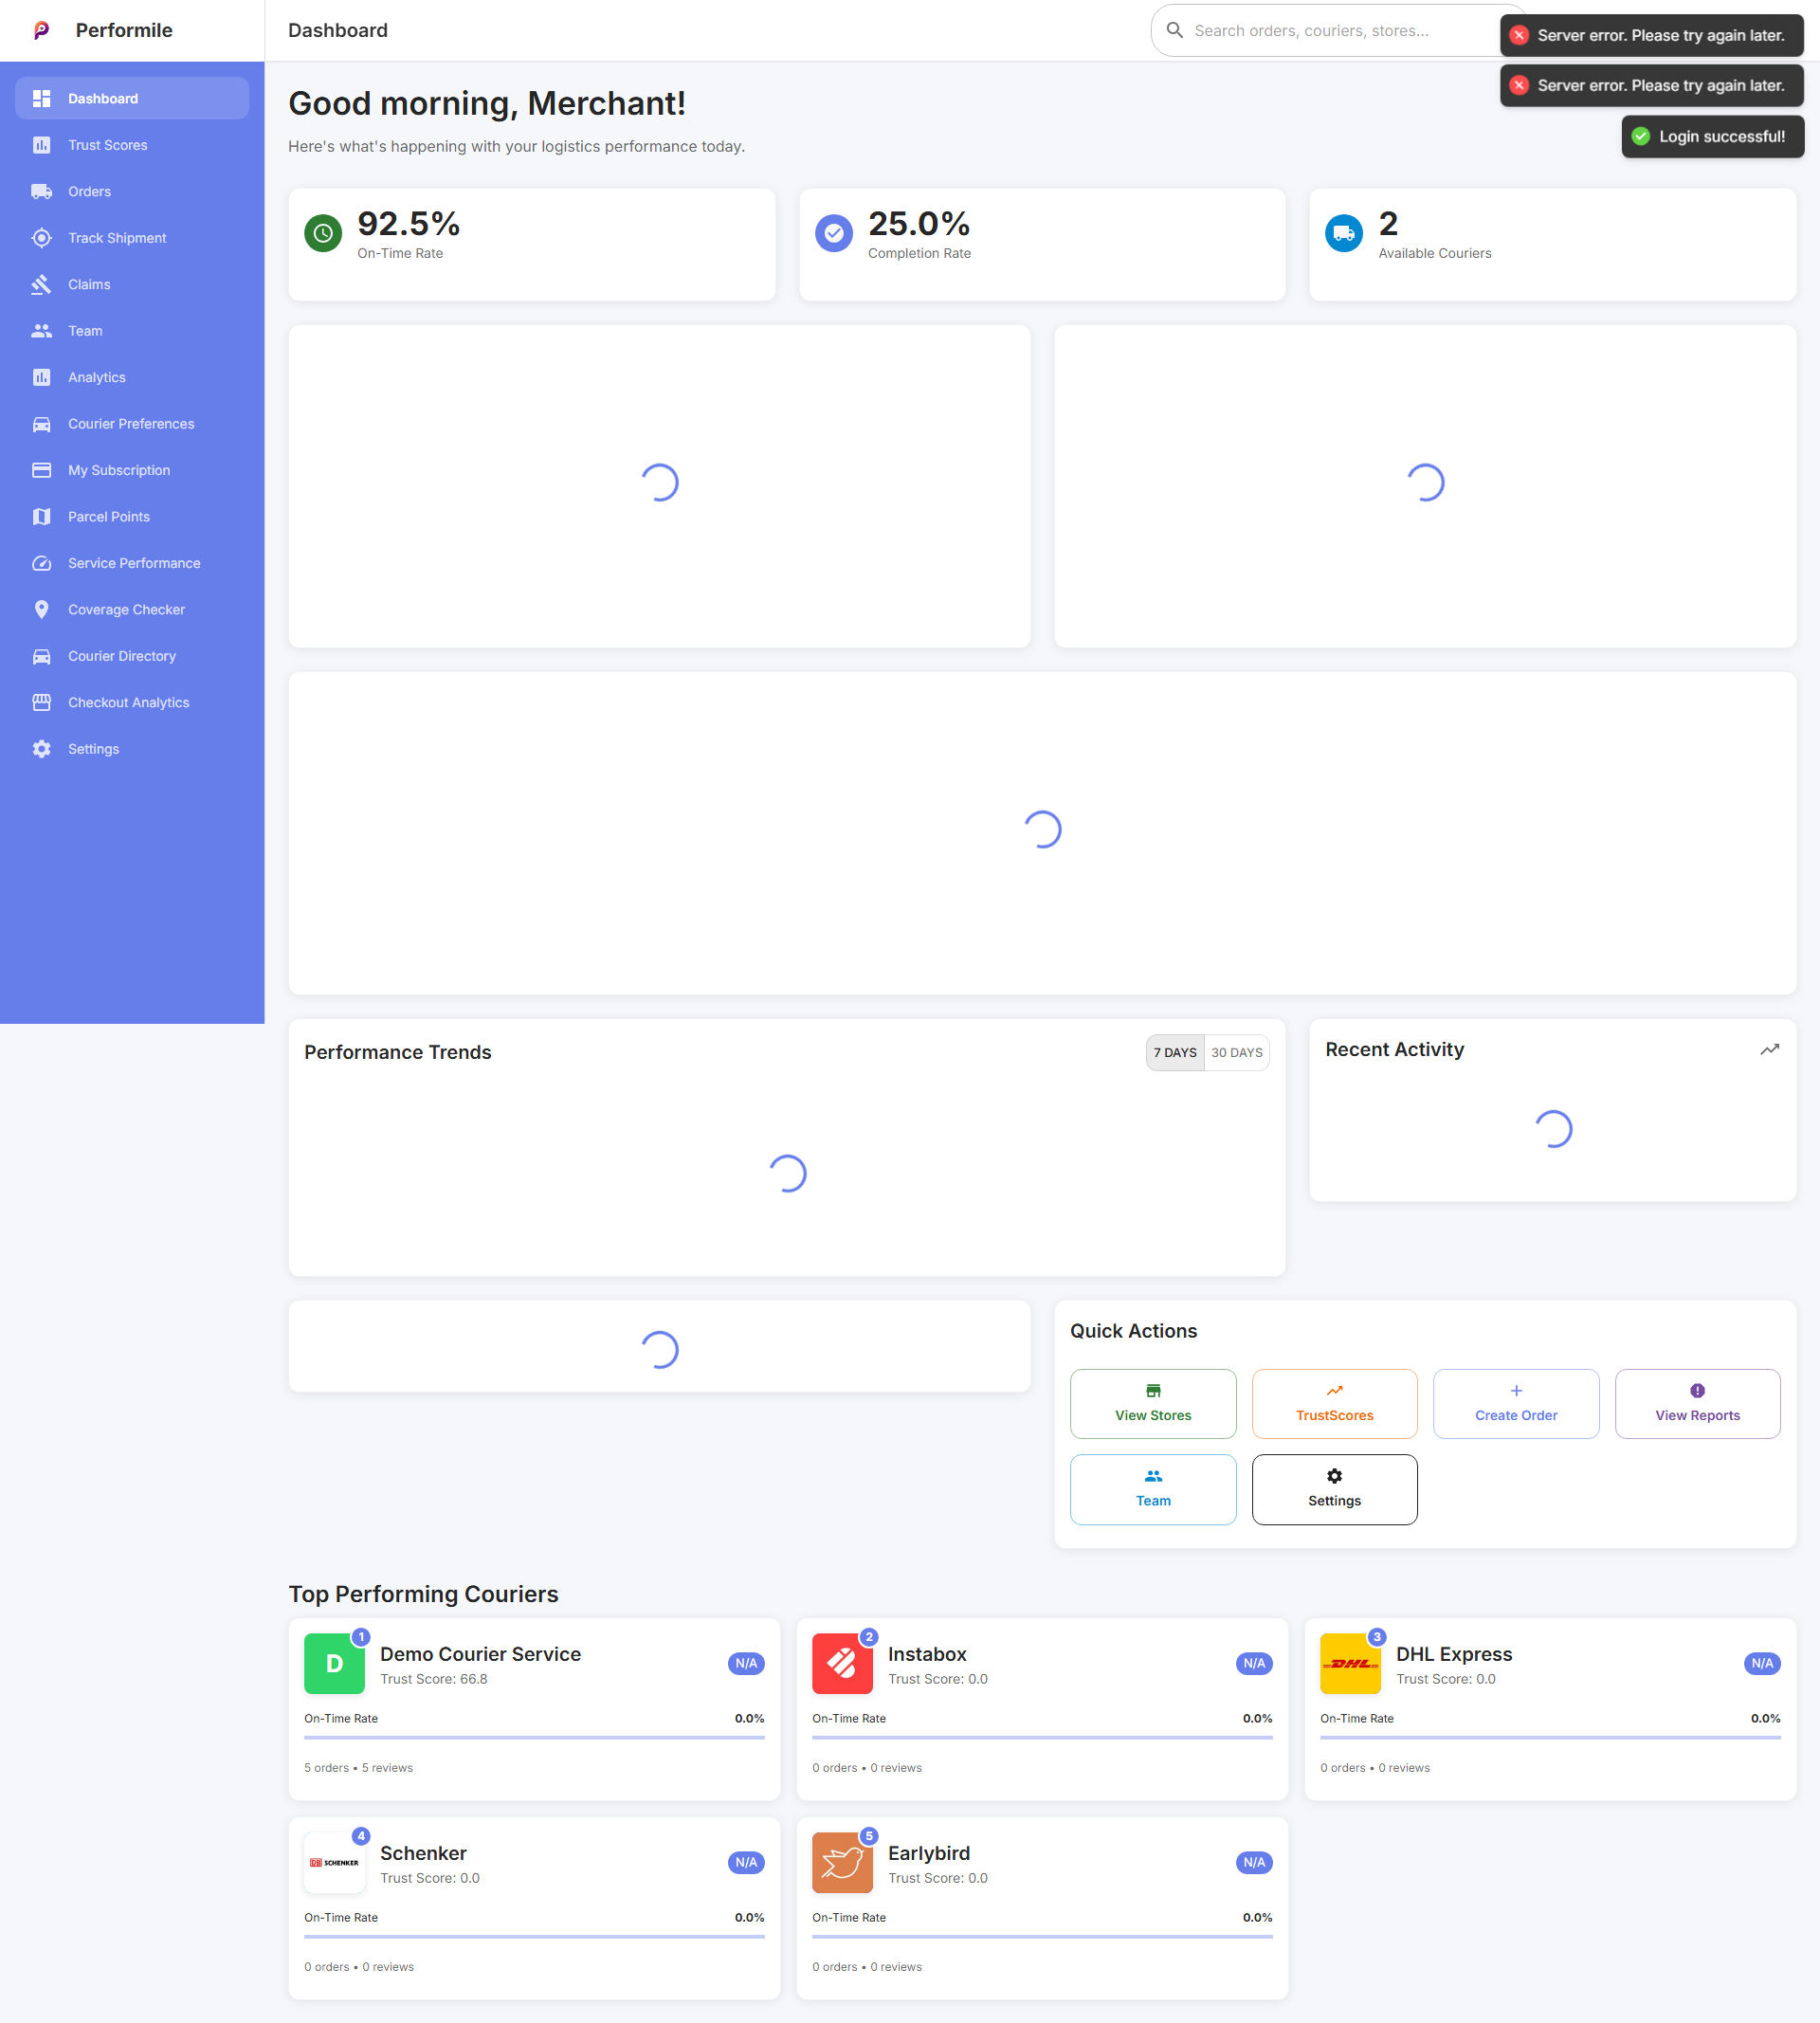 Performile
Dashboard
Search orders, couriers, stores...
Server error. Please try again later.
Server error. Please try again later.
Login successful!
Dashboard
Trust Scores
Orders
Track Shipment
Claims
Team
Analytics
Courier Preferences
My Subscription
Parcel Points
Service Performance
Coverage Checker
Courier Directory
Checkout Analytics
Settings
Good morning, Merchant!
Here's what's happening with your logistics performance today.
92.5%
On-Time Rate
25.0%
Completion Rate
2
Available Couriers
Performance Trends
7 DAYS
30 DAYS
Recent Activity
Quick Actions
View Stores
TrustScores
Create Order
View Reports
Team
Settings
Top Performing Couriers
D
1
Demo Courier Service
Trust Score: 66.8
N/A
On-Time Rate
0.0%
5 orders • 5 reviews
2
Instabox
Trust Score: 0.0
N/A
On-Time Rate
0.0%
0 orders • 0 reviews
DHL
3
DHL Express
Trust Score: 0.0
N/A
On-Time Rate
0.0%
0 orders • 0 reviews
DB SCHENKER
4
Schenker
Trust Score: 0.0
N/A
On-Time Rate
0.0%
0 orders • 0 reviews
5
Earlybird
Trust Score: 0.0
N/A
On-Time Rate
0.0%
0 orders • 0 reviews